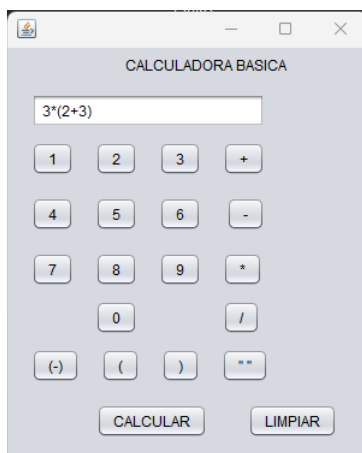 CALCULADORA BASICA
3*(2+3)
1 2 3 +
4 5 6 -
7 8 9 *
0 /
(-) ( ) " "
CALCULAR LIMPIAR